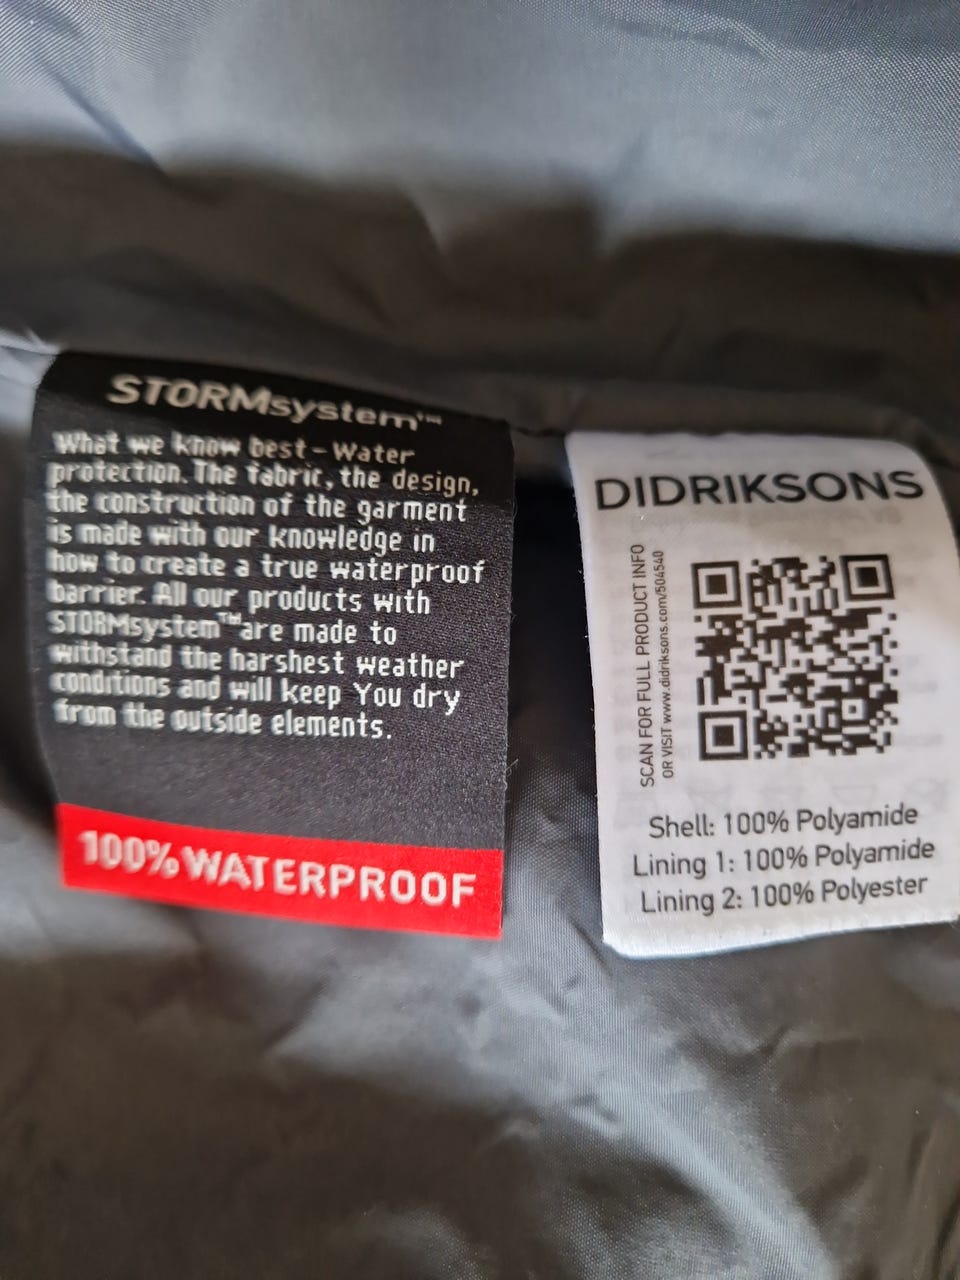 STORMsystem™
What we know best - Water
protection. The fabric, the design,
the construction of the garment
is made with our knowledge in
how to create a true waterproof
barrier. All our products with
STORMsystem™are made to
withstand the harshest weather
conditions and will keep You dry
from the outside elements.
100% WATERPROOF
DIDRIKSONS
SCAN FOR FULL PRODUCT INFO
OR VISIT www.didriksons.com/504540
Shell: 100% Polyamide
Lining 1: 100% Polyamide
Lining 2: 100% Polyester